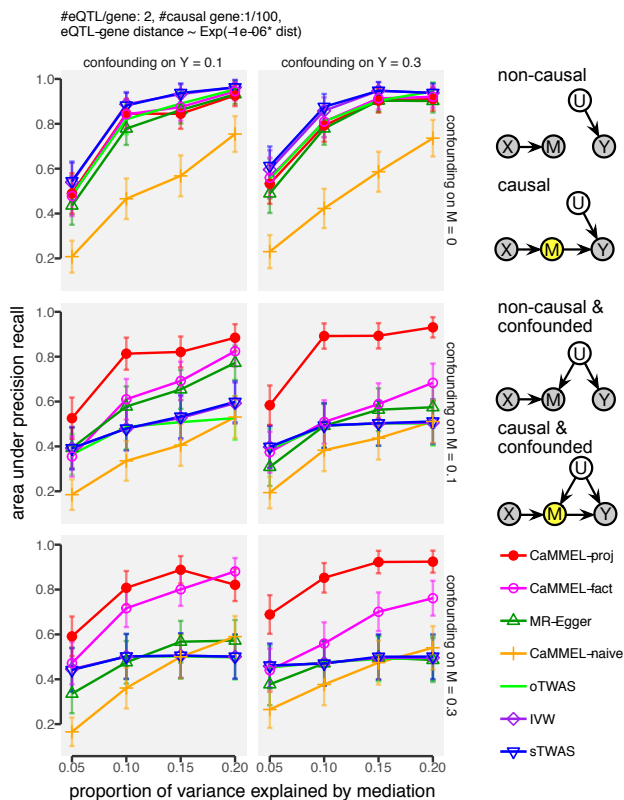 #eQTL/gene: 2, #causal gene:1/100,
eQTL-gene distance ~ Exp(-1e-06* dist)
confounding on Y = 0.1
confounding on Y = 0.3
1.0
0.8
0.6
0.4
0.2
confounding on M = 0
1.0
0.8
0.6
0.4
0.2
confounding on M = 0.1
1.0
0.8
0.6
0.4
0.2
confounding on M = 0.3
area under precision recall
0.05 0.10 0.15 0.20
0.05 0.10 0.15 0.20
proportion of variance explained by mediation
non-causal
U
X M Y
causal
U
X M Y
non-causal &
confounded
U
X M Y
causal &
confounded
U
X M Y
CaMMEL-proj
CaMMEL-fact
MR-Egger
CaMMEL-naive
oTWAS
IVW
sTWAS